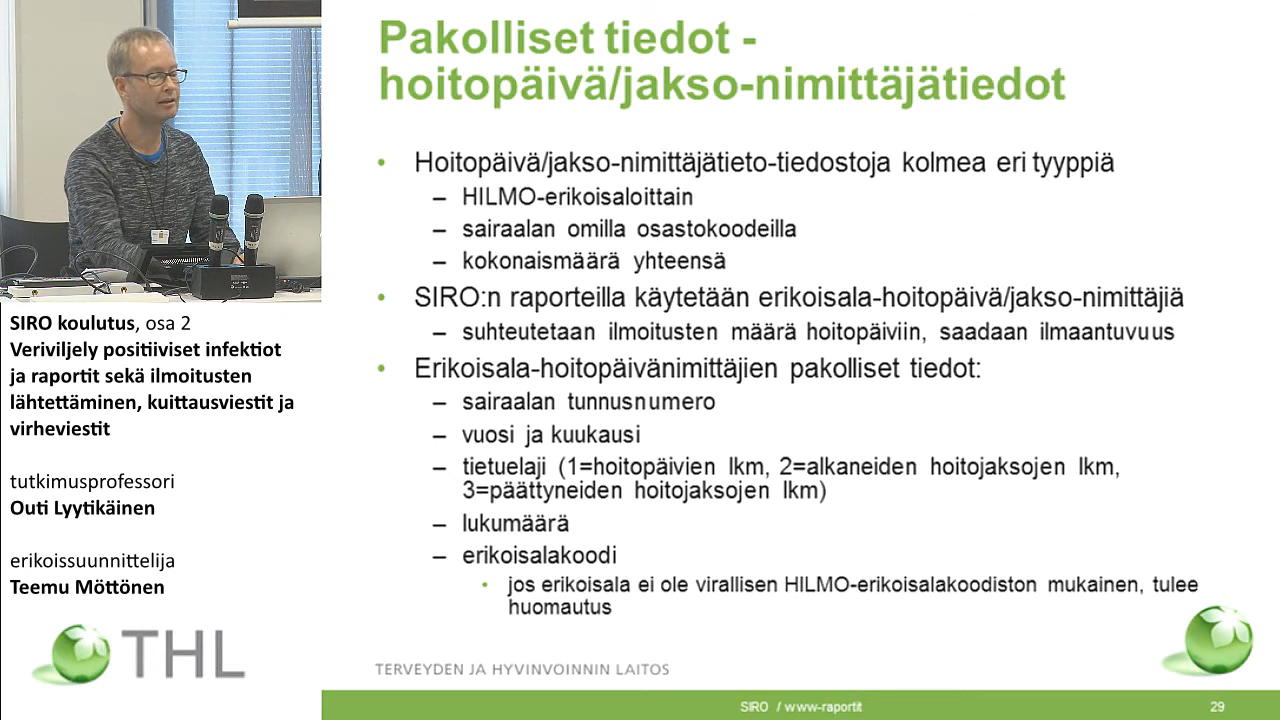 Pakolliset tiedot -
hoitopäivä/jakso-nimittäjätiedot
• Hoitopäivä/jakso-nimittäjätieto-tiedostoja kolmea eri tyyppiä
– HILMO-erikoisaloittain
– sairaalan omilla osastokoodeilla
– kokonaismäärä yhteensä
• SIRO:n raporteilla käytetään erikoisala-hoitopäivä/jakso-nimittäjiä
– suhteutetaan ilmoitusten määrä hoitopäiviin, saadaan ilmaantuvuus
• Erikoisala-hoitopäivänimittäjien pakolliset tiedot:
– sairaalan tunnusnumero
– vuosi ja kuukausi
– tietuelaji (1=hoitopäivien lkm, 2=alkaneiden hoitojaksojen lkm,
3=päättyneiden hoitojaksojen lkm)
– lukumäärä
– erikoisalakoodi
• jos erikoisala ei ole virallisen HILMO-erikoisalakoodiston mukainen, tulee
huomautus
TERVEYDEN JA HYVINVOINNIN LAITOS
SIRO / www-raportit
29
SIRO koulutus, osa 2
Veriviljely positiiviset infektiot
ja raportit sekä ilmoitusten
lähtettäminen, kuittausviestit ja
virheviestit
tutkimusprofessori
Outi Lyytikäinen
erikoissuunnittelija
Teemu Möttönen
THL